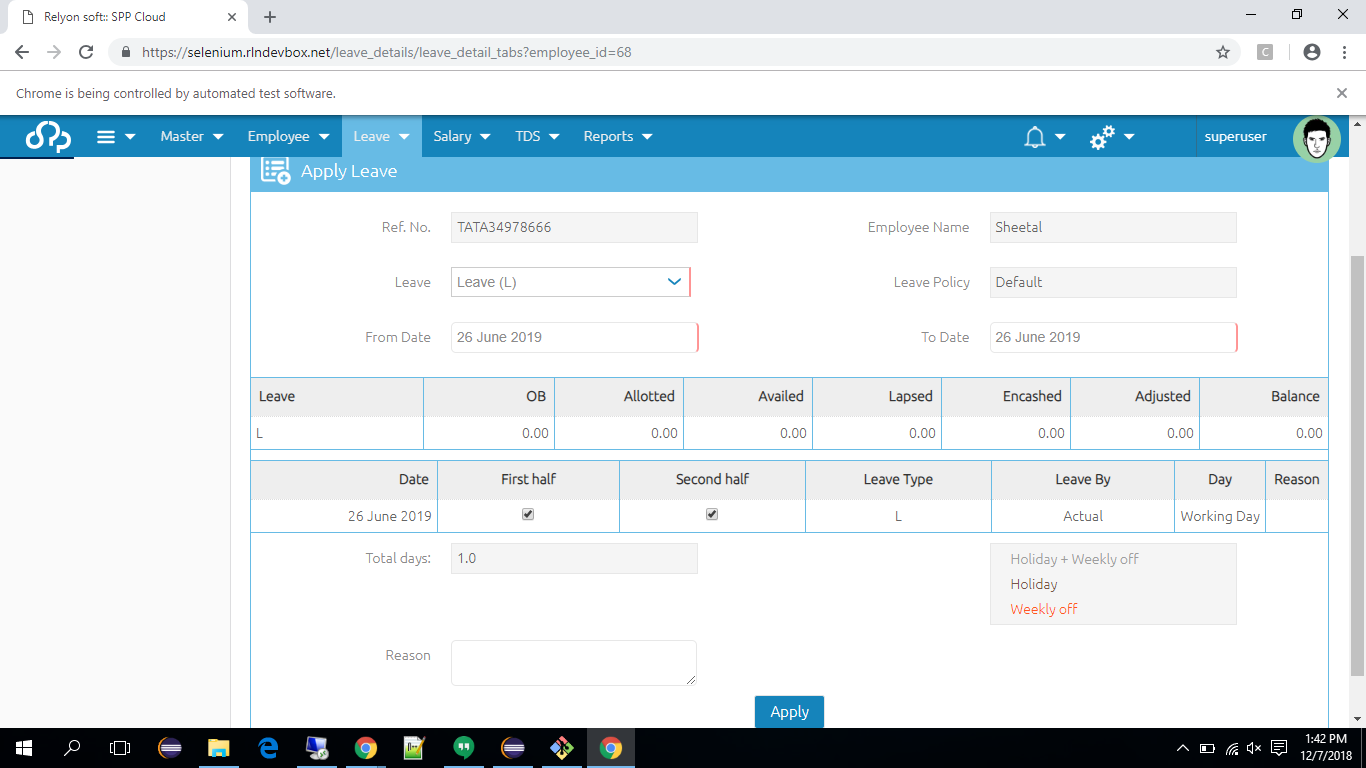 Relyon soft:: SPP Cloud
https://selenium.rlndevbox.net/leave_details/leave_detail_tabs?employee_id=68
C
Chrome is being controlled by automated test software.
Master Employee Leave Salary TDS Reports superuser
Apply Leave
Ref. No. TATA34978666 Employee Name Sheetal
Leave Leave (L) Leave Policy Default
From Date 26 June 2019 To Date 26 June 2019
Leave OB Allotted Availed Lapsed Encashed Adjusted Balance
L 0.00 0.00 0.00 0.00 0.00 0.00 0.00
Date First half Second half Leave Type Leave By Day Reason
26 June 2019 L Actual Working Day
Total days: 1.0 Holiday + Weekly off
Holiday
Weekly off
Reason
Apply
1:42 PM
12/7/2018